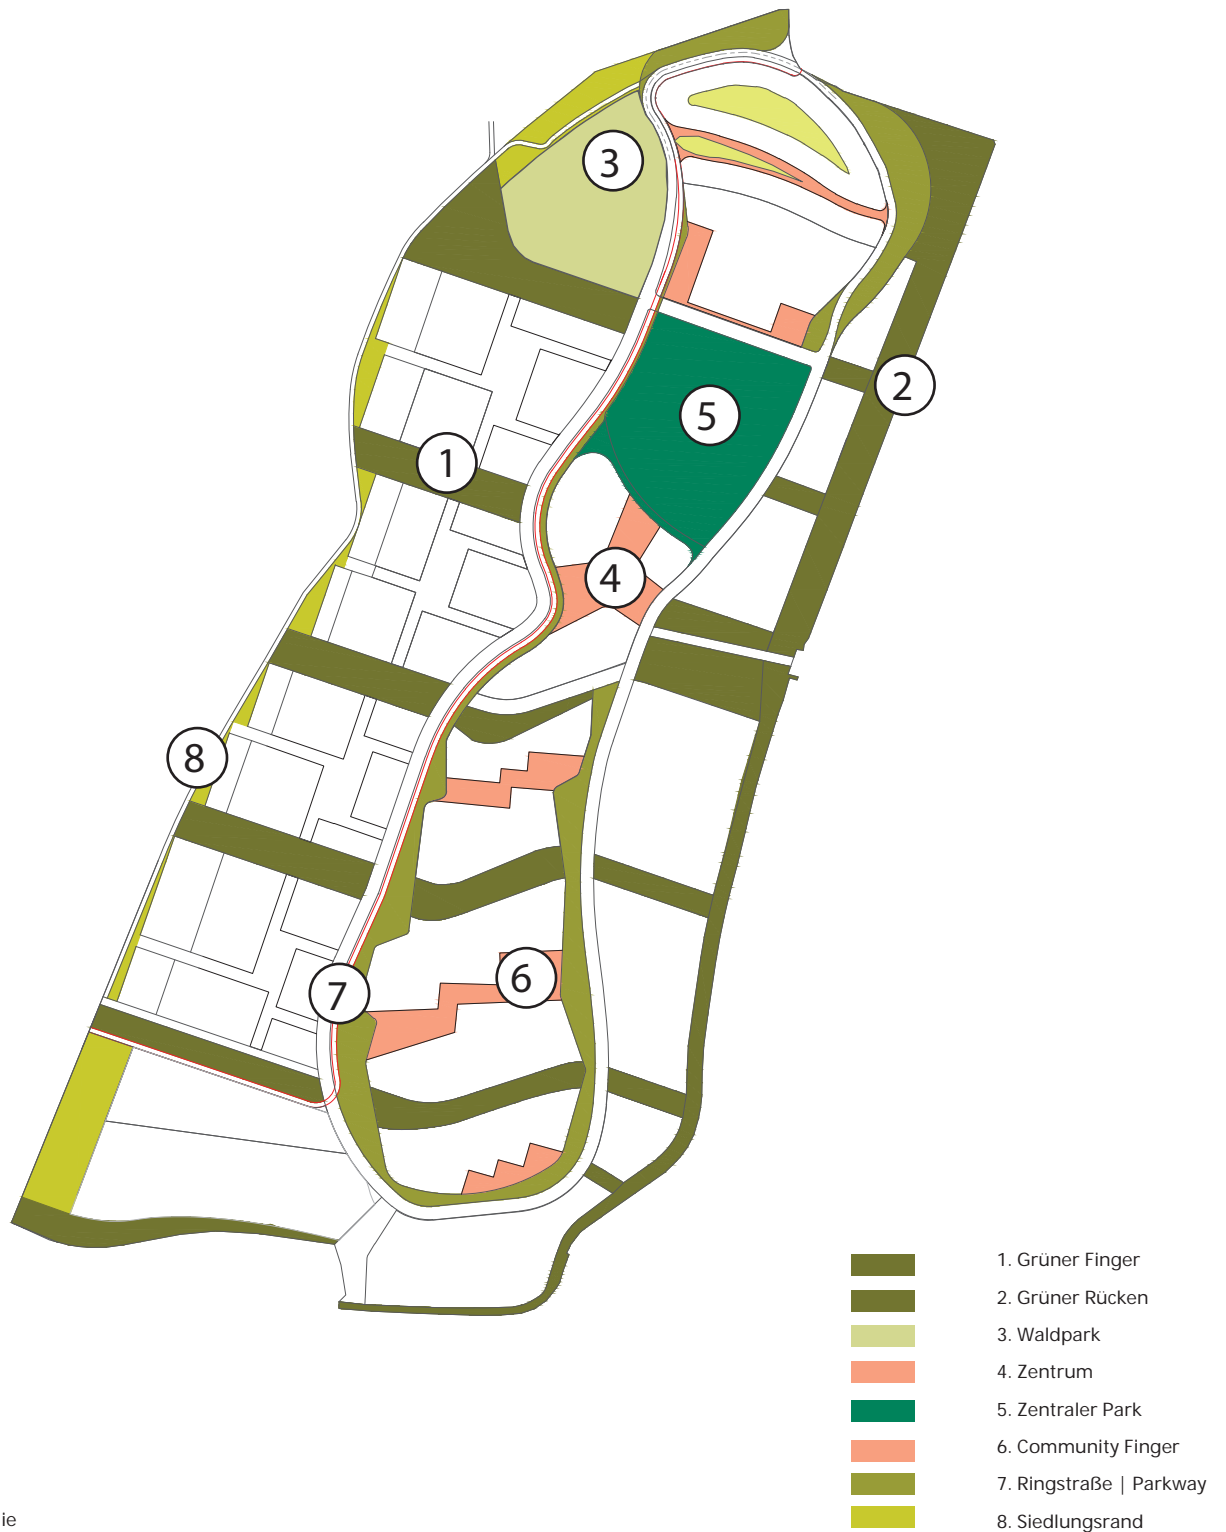 3
2
5
1
4
8
6
7
1. Grüner Finger
2. Grüner Rücken
3. Waldpark
4. Zentrum
5. Zentraler Park
6. Community Finger
7. Ringstraße | Parkway
8. Siedlungsrand
ie